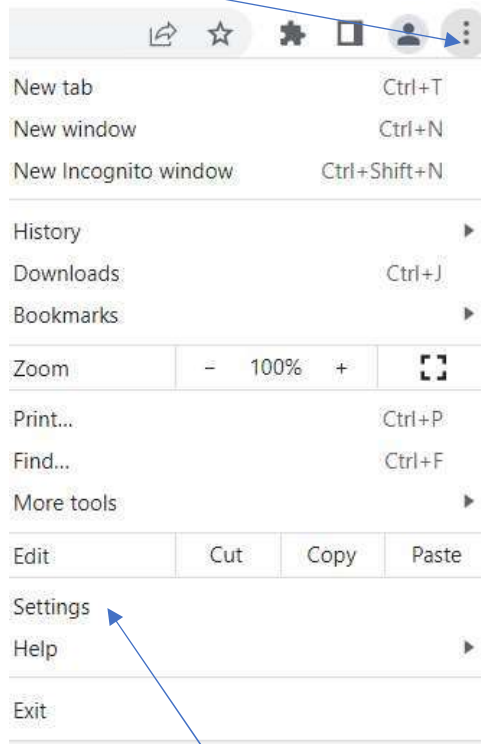 New tab Ctrl+T
New window Ctrl+N
New Incognito window Ctrl+Shift+N
History
Downloads Ctrl+J
Bookmarks
Zoom - 100% +
Print... Ctrl+P
Find... Ctrl+F
More tools
Edit Cut Copy Paste
Settings
Help
Exit